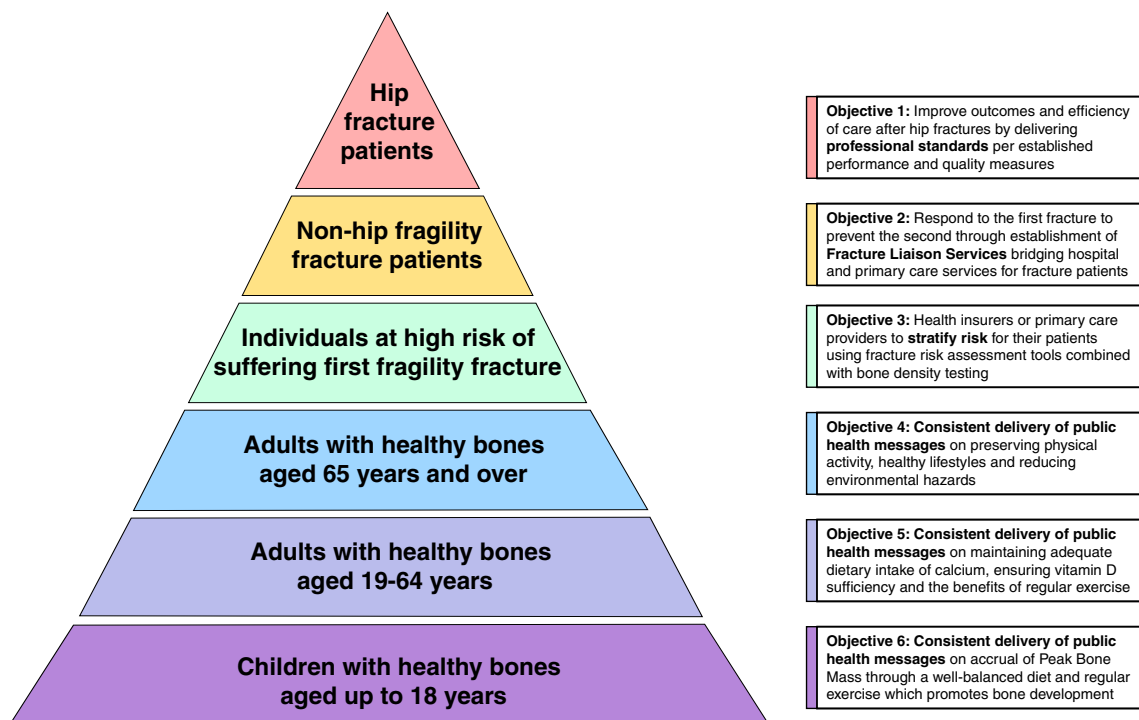 Hip
fracture
patients
Objective 1: Improve outcomes and efficiency
of care after hip fractures by delivering
professional standards per established
performance and quality measures
Non-hip fragility
fracture patients
Objective 2: Respond to the first fracture to
prevent the second through establishment of
Fracture Liaison Services bridging hospital
and primary care services for fracture patients
Individuals at high risk of
suffering first fragility fracture
Objective 3: Health insurers or primary care
providers to stratify risk for their patients
using fracture risk assessment tools combined
with bone density testing
Adults with healthy bones
aged 65 years and over
Objective 4: Consistent delivery of public
health messages on preserving physical
activity, healthy lifestyles and reducing
environmental hazards
Adults with healthy bones
aged 19-64 years
Objective 5: Consistent delivery of public
health messages on maintaining adequate
dietary intake of calcium, ensuring vitamin D
sufficiency and the benefits of regular exercise
Children with healthy bones
aged up to 18 years
Objective 6: Consistent delivery of public
health messages on accrual of Peak Bone
Mass through a well-balanced diet and regular
exercise which promotes bone development